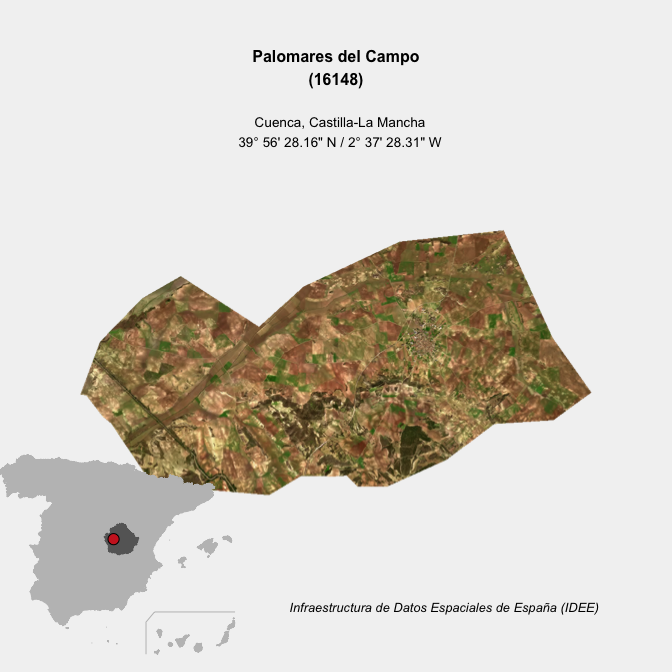 Palomares del Campo
(16148)
Cuenca, Castilla-La Mancha
39° 56' 28.16" N / 2° 37' 28.31" W
Infraestructura de Datos Espaciales de España (IDEE)